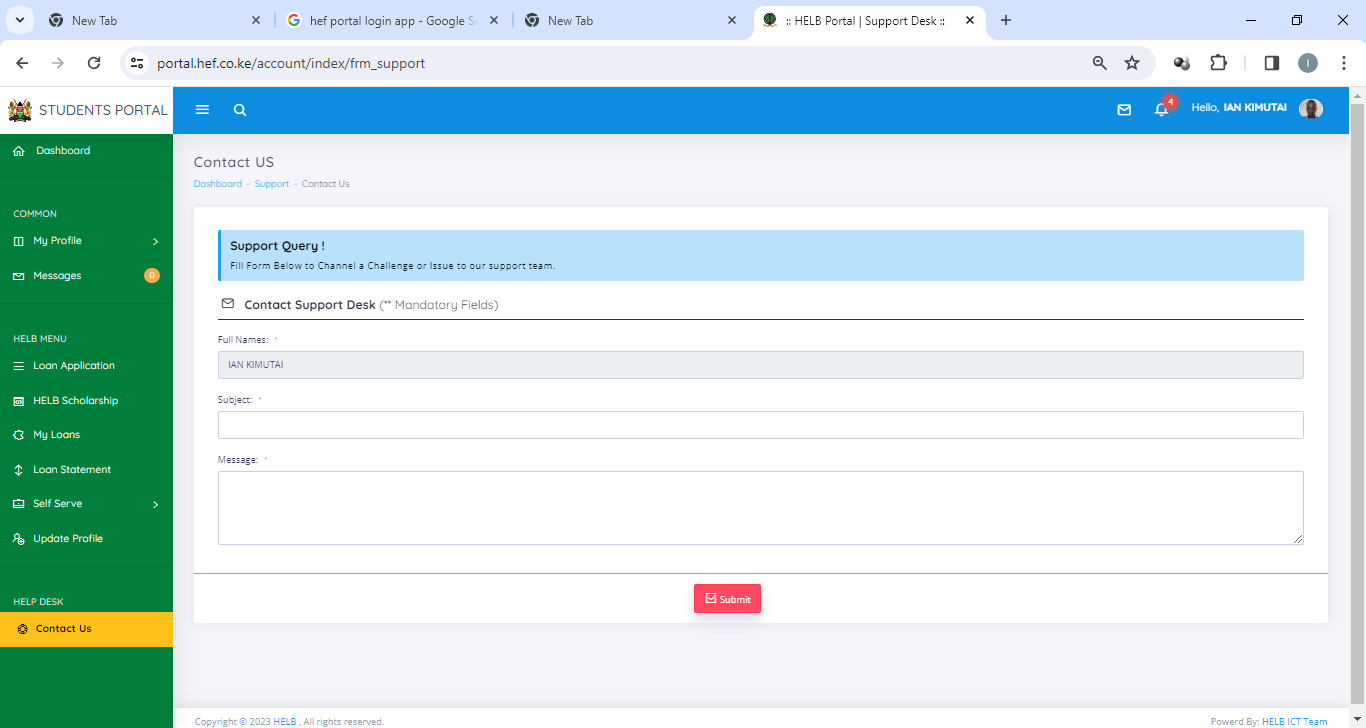 New Tab
hef portal login app - Google S
New Tab
:: HELB Portal | Support Desk ::
portal.hef.co.ke/account/index/frm_support
I
STUDENTS PORTAL
4
Hello, IAN KIMUTAI
Dashboard
COMMON
My Profile
Messages
0
HELB MENU
Loan Application
HELB Scholarship
My Loans
Loan Statement
Self Serve
Update Profile
HELP DESK
Contact Us
Contact US
Dashboard - Support - Contact Us
Support Query !
Fill Form Below to Channel a Challenge or Issue to our support team.
Contact Support Desk (** Mandatory Fields)
Full Names: *
IAN KIMUTAI
Subject: *
Message: *
Submit
Copyright © 2023 HELB , All rights reserved.
Powered By: HELB ICT Team